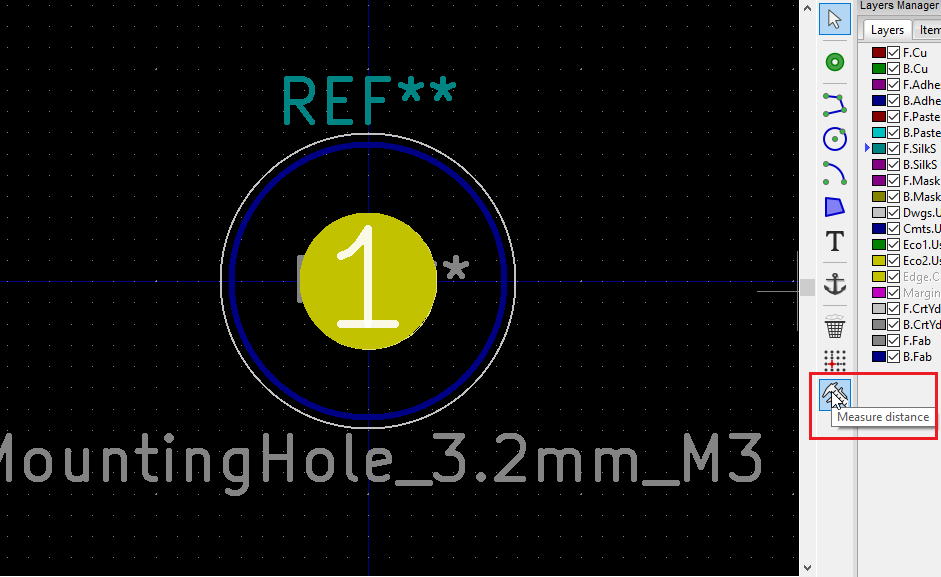 Layers Manager
Layers
Item
F.Cu
B.Cu
F.Adhe
B.Adhe
F.Paste
B.Paste
F.SilkS
B.SilkS
F.Mask
B.Mask
Dwgs.U
Cmts.U
Eco1.Us
Eco2.Us
Edge.C
Margin
F.CrtYd
B.CrtYd
F.Fab
B.Fab
T
Measure distance
REF**
1
*
MountingHole_3.2mm_M3